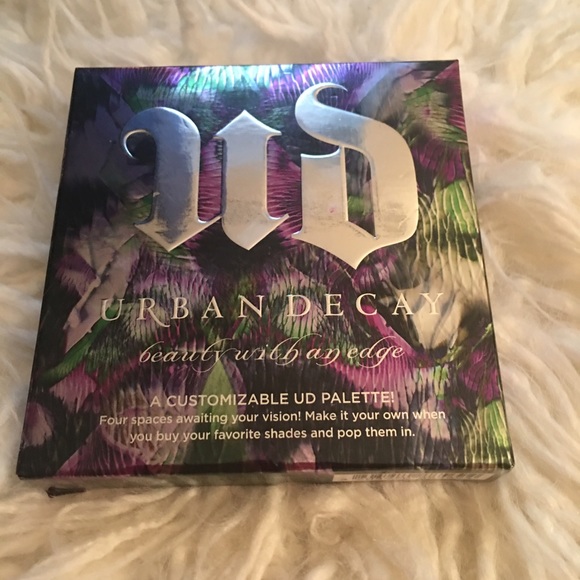 UD
URBAN DECAY
beauty with an edge
A CUSTOMIZABLE UD PALETTE!
Four spaces awaiting your vision! Make it your own when
you buy your favorite shades and pop them in.